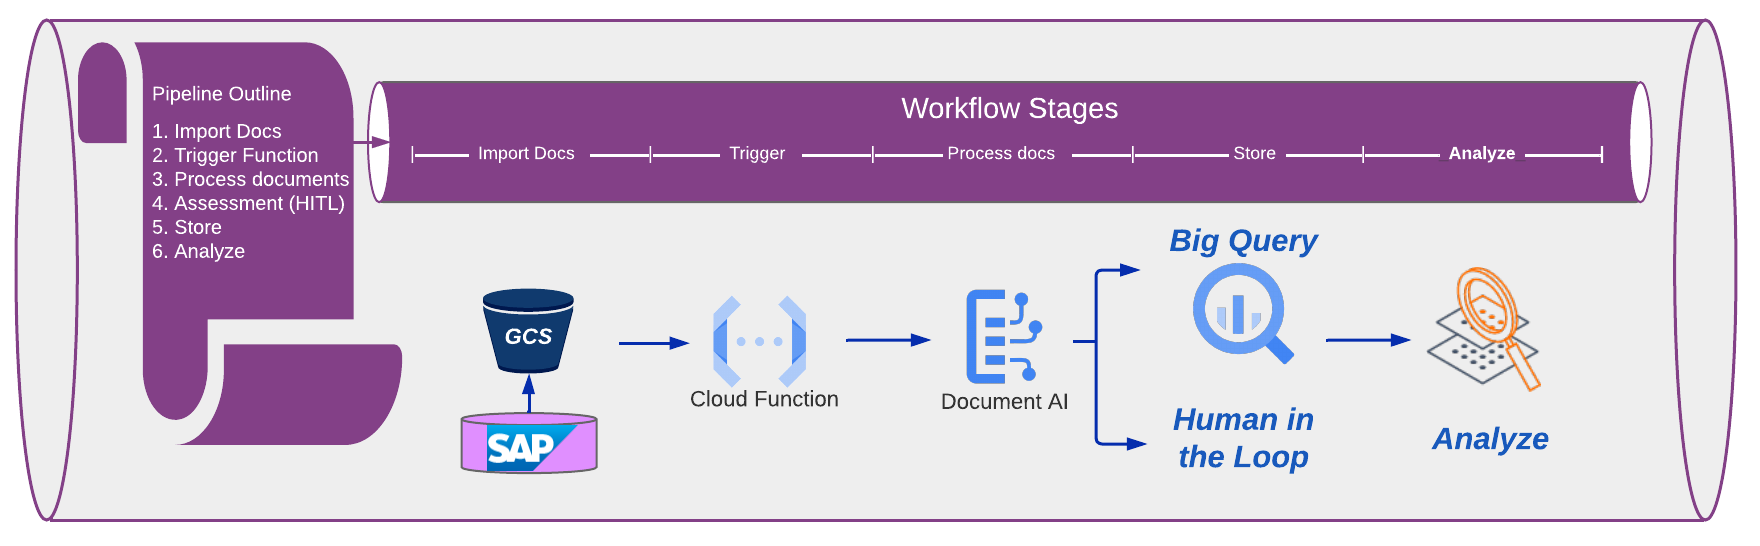 Pipeline Outline
1. Import Docs
2. Trigger Function
3. Process documents
4. Assessment (HITL)
5. Store
6. Analyze
Workflow Stages
Import Docs
Trigger
Process docs
Store
Analyze
GCS
SAP
Cloud Function
Document AI
Big Query
Human in
the Loop
Analyze